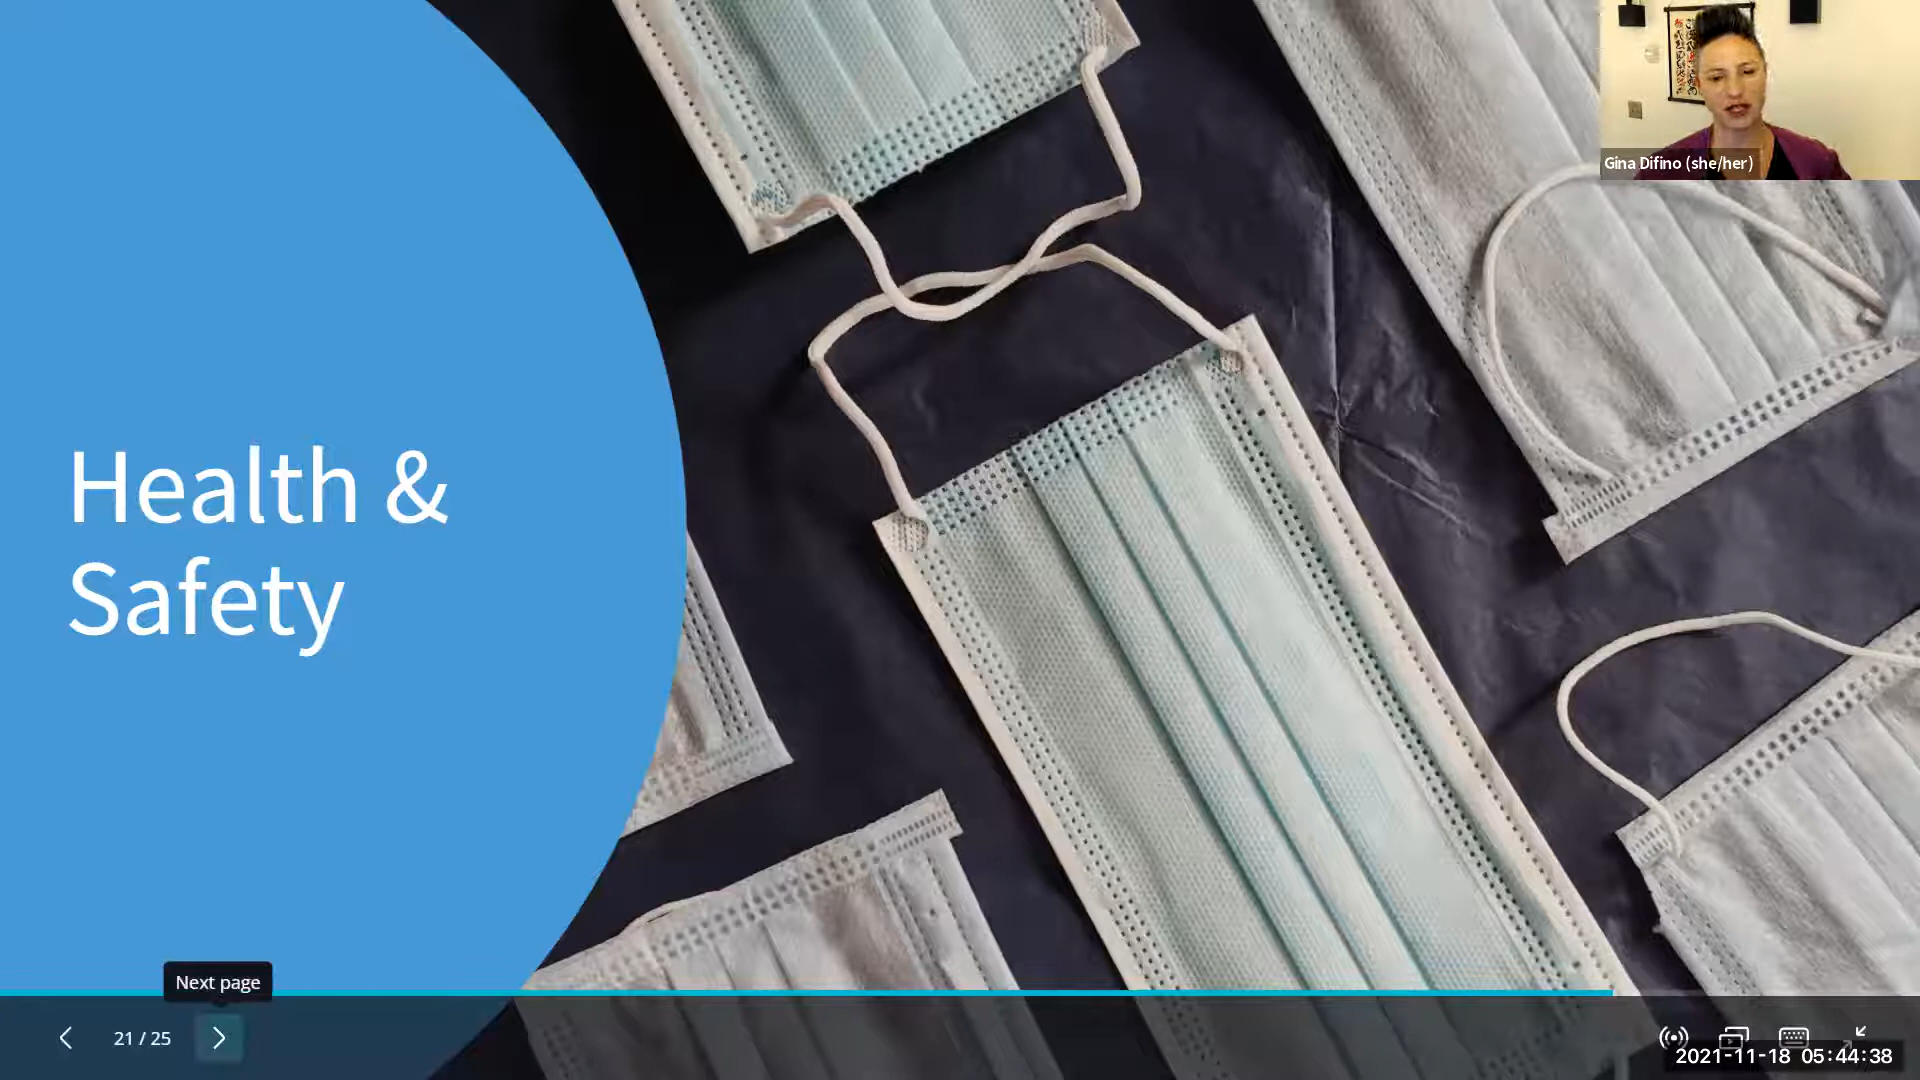 Gina Difino (she/her)
Health &
Safety
Next page
21 / 25
2021-11-18 05:44:38